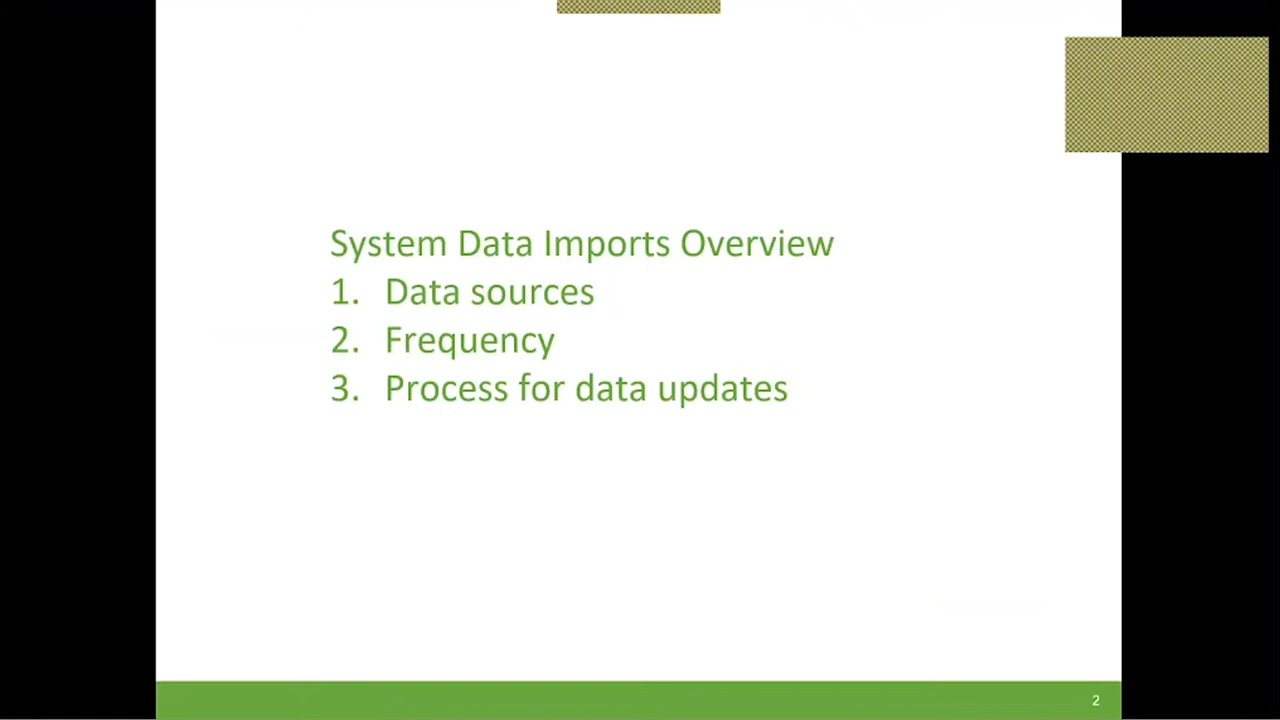 System Data Imports Overview
1. Data sources
2. Frequency
3. Process for data updates
2